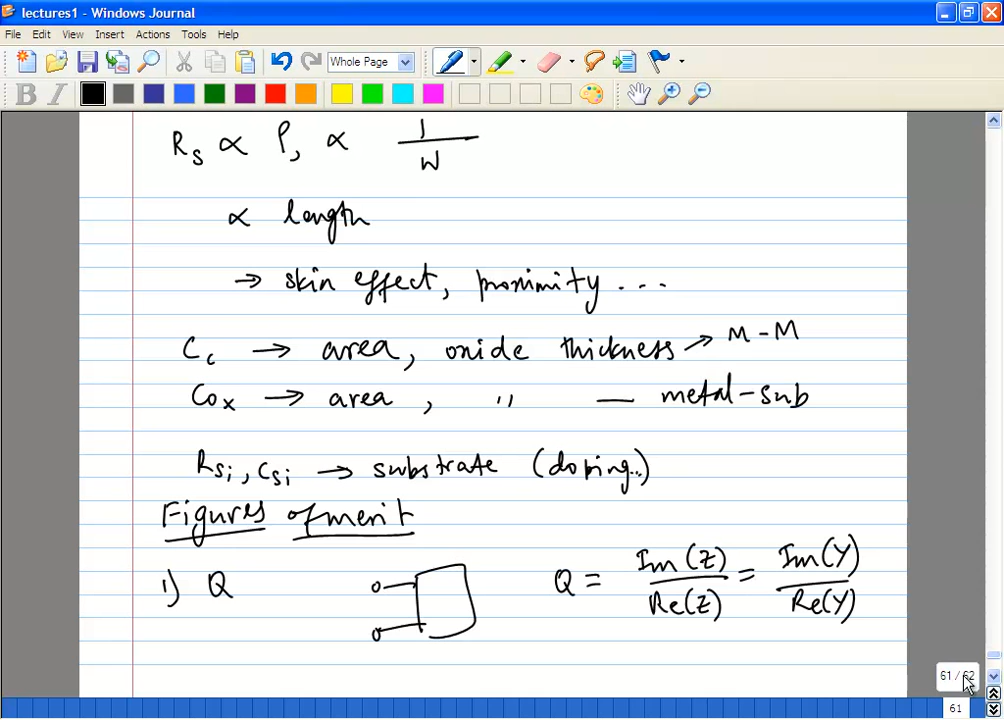 lectures1 - Windows Journal
File Edit View Insert Actions Tools Help
Whole Page
B I
Rs ∝ ρ, ∝ 1/W
∝ length
→ skin effect, proximity ...
Cc → area, oxide thickness → M-M
Cox → area, " — metal-sub
Rsi, Csi → substrate (doping..)
Figures of merit
1) Q Q = Im(Z)/Re(Z) = Im(Y)/Re(Y)
61 / 62
61